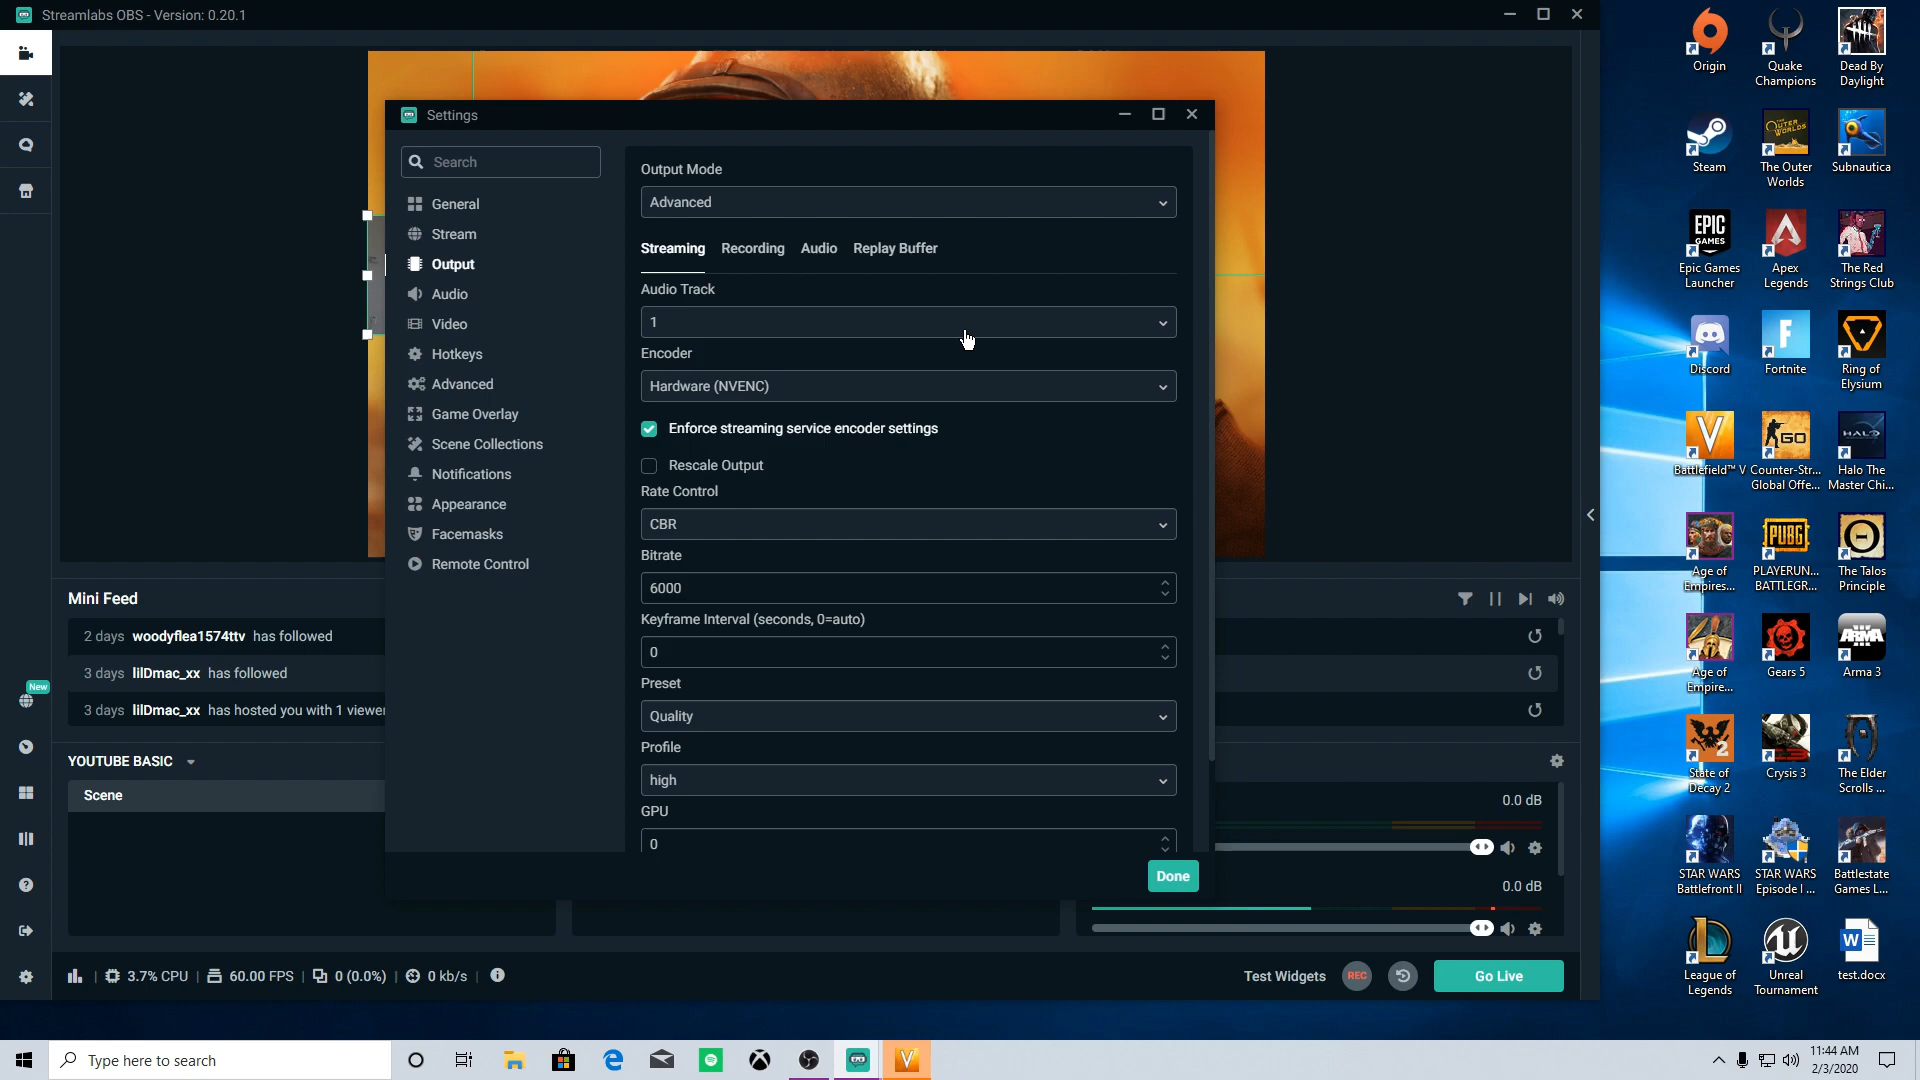 Streamlabs OBS - Version: 0.20.1
Settings
Search
General
Stream
Output
Audio
Video
Hotkeys
Advanced
Game Overlay
Scene Collections
Notifications
Appearance
Facemasks
Remote Control
Output Mode
Advanced
Streaming Recording Audio Replay Buffer
Audio Track
1
Encoder
Hardware (NVENC)
Enforce streaming service encoder settings
Rescale Output
Rate Control
CBR
Bitrate
6000
Keyframe Interval (seconds, 0=auto)
0
Preset
Quality
Profile
high
GPU
0
Done
Mini Feed
2 days woodyflea1574ttv has followed
3 days lilDmac_xx has followed
3 days lilDmac_xx has hosted you with 1 viewer
New
YOUTUBE BASIC
Scene
0.0 dB
0.0 dB
3.7% CPU 60.00 FPS 0 (0.0%) 0 kb/s
Test Widgets
REC
Go Live
Origin
Quake
Champions
Dead By
Daylight
Steam
The Outer
Worlds
Subnautica
EPIC
GAMES
Epic Games
Launcher
Apex
Legends
The Red
Strings Club
Discord
Fortnite
Ring of
Elysium
Battlefield™ V
GO
Counter-Str...
Global Offe...
HALO
Halo The
Master Chi...
Age of
Empires...
PUBG
PLAYERUN...
BATTLEGR...
The Talos
Principle
Age of
Empire...
Gears 5
ARMA
Arma 3
State of
Decay 2
Crysis 3
The Elder
Scrolls ...
STAR WARS
Battlefront II
STAR WARS
Episode I ...
Battlestate
Games L...
League of
Legends
Unreal
Tournament
test.docx
Type here to search
11:44 AM
2/3/2020